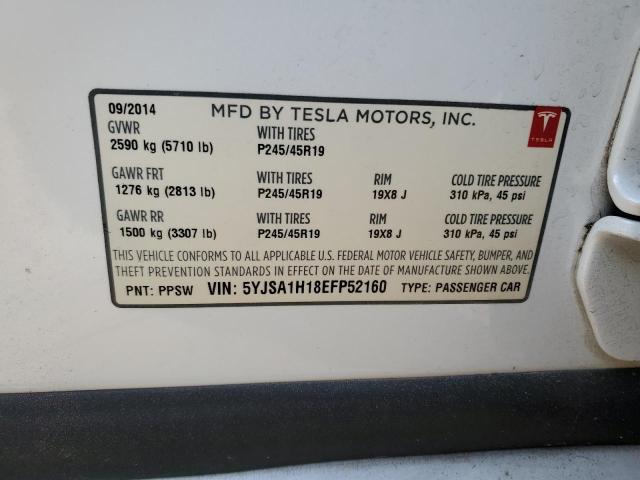 09/2014 MFD BY TESLA MOTORS, INC.
GVWR WITH TIRES
2590 kg (5710 lb) P245/45R19
TESLA
GAWR FRT WITH TIRES RIM COLD TIRE PRESSURE
1276 kg (2813 lb) P245/45R19 19X8 J 310 kPa, 45 psi
GAWR RR WITH TIRES RIM COLD TIRE PRESSURE
1500 kg (3307 lb) P245/45R19 19X8 J 310 kPa, 45 psi
THIS VEHICLE CONFORMS TO ALL APPLICABLE U.S. FEDERAL MOTOR VEHICLE SAFETY, BUMPER, AND
THEFT PREVENTION STANDARDS IN EFFECT ON THE DATE OF MANUFACTURE SHOWN ABOVE.
PNT: PPSW VIN: 5YJSA1H18EFP52160 TYPE: PASSENGER CAR